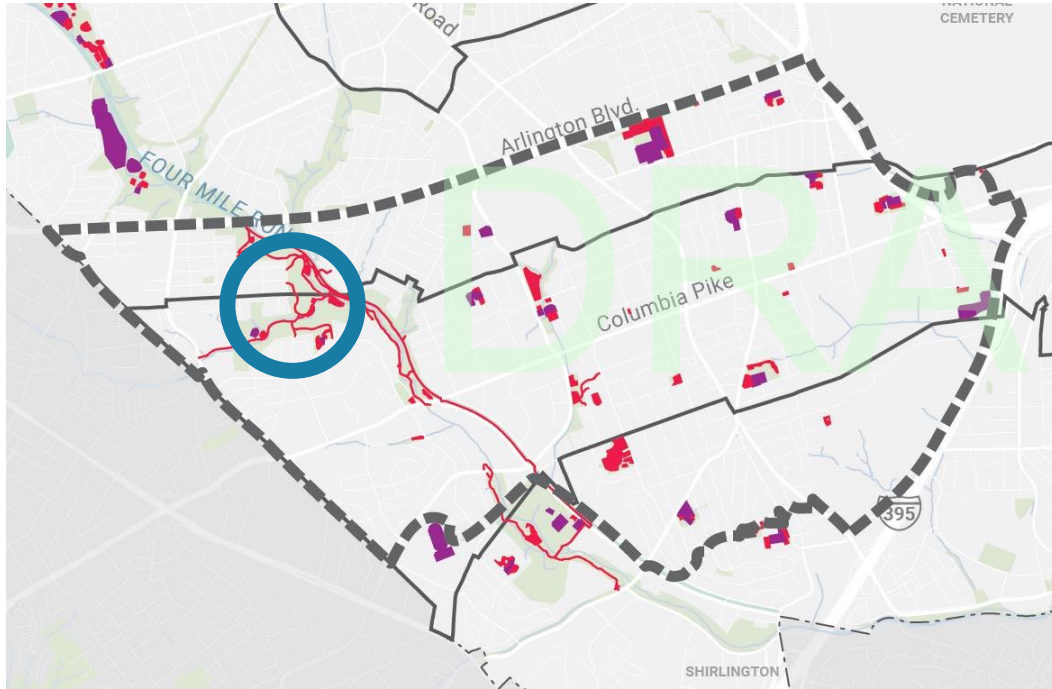 NATIONAL
CEMETERY
Road
Arlington Blvd.
FOUR MILE RUN
DRA
Columbia Pike
395
SHIRLINGTON